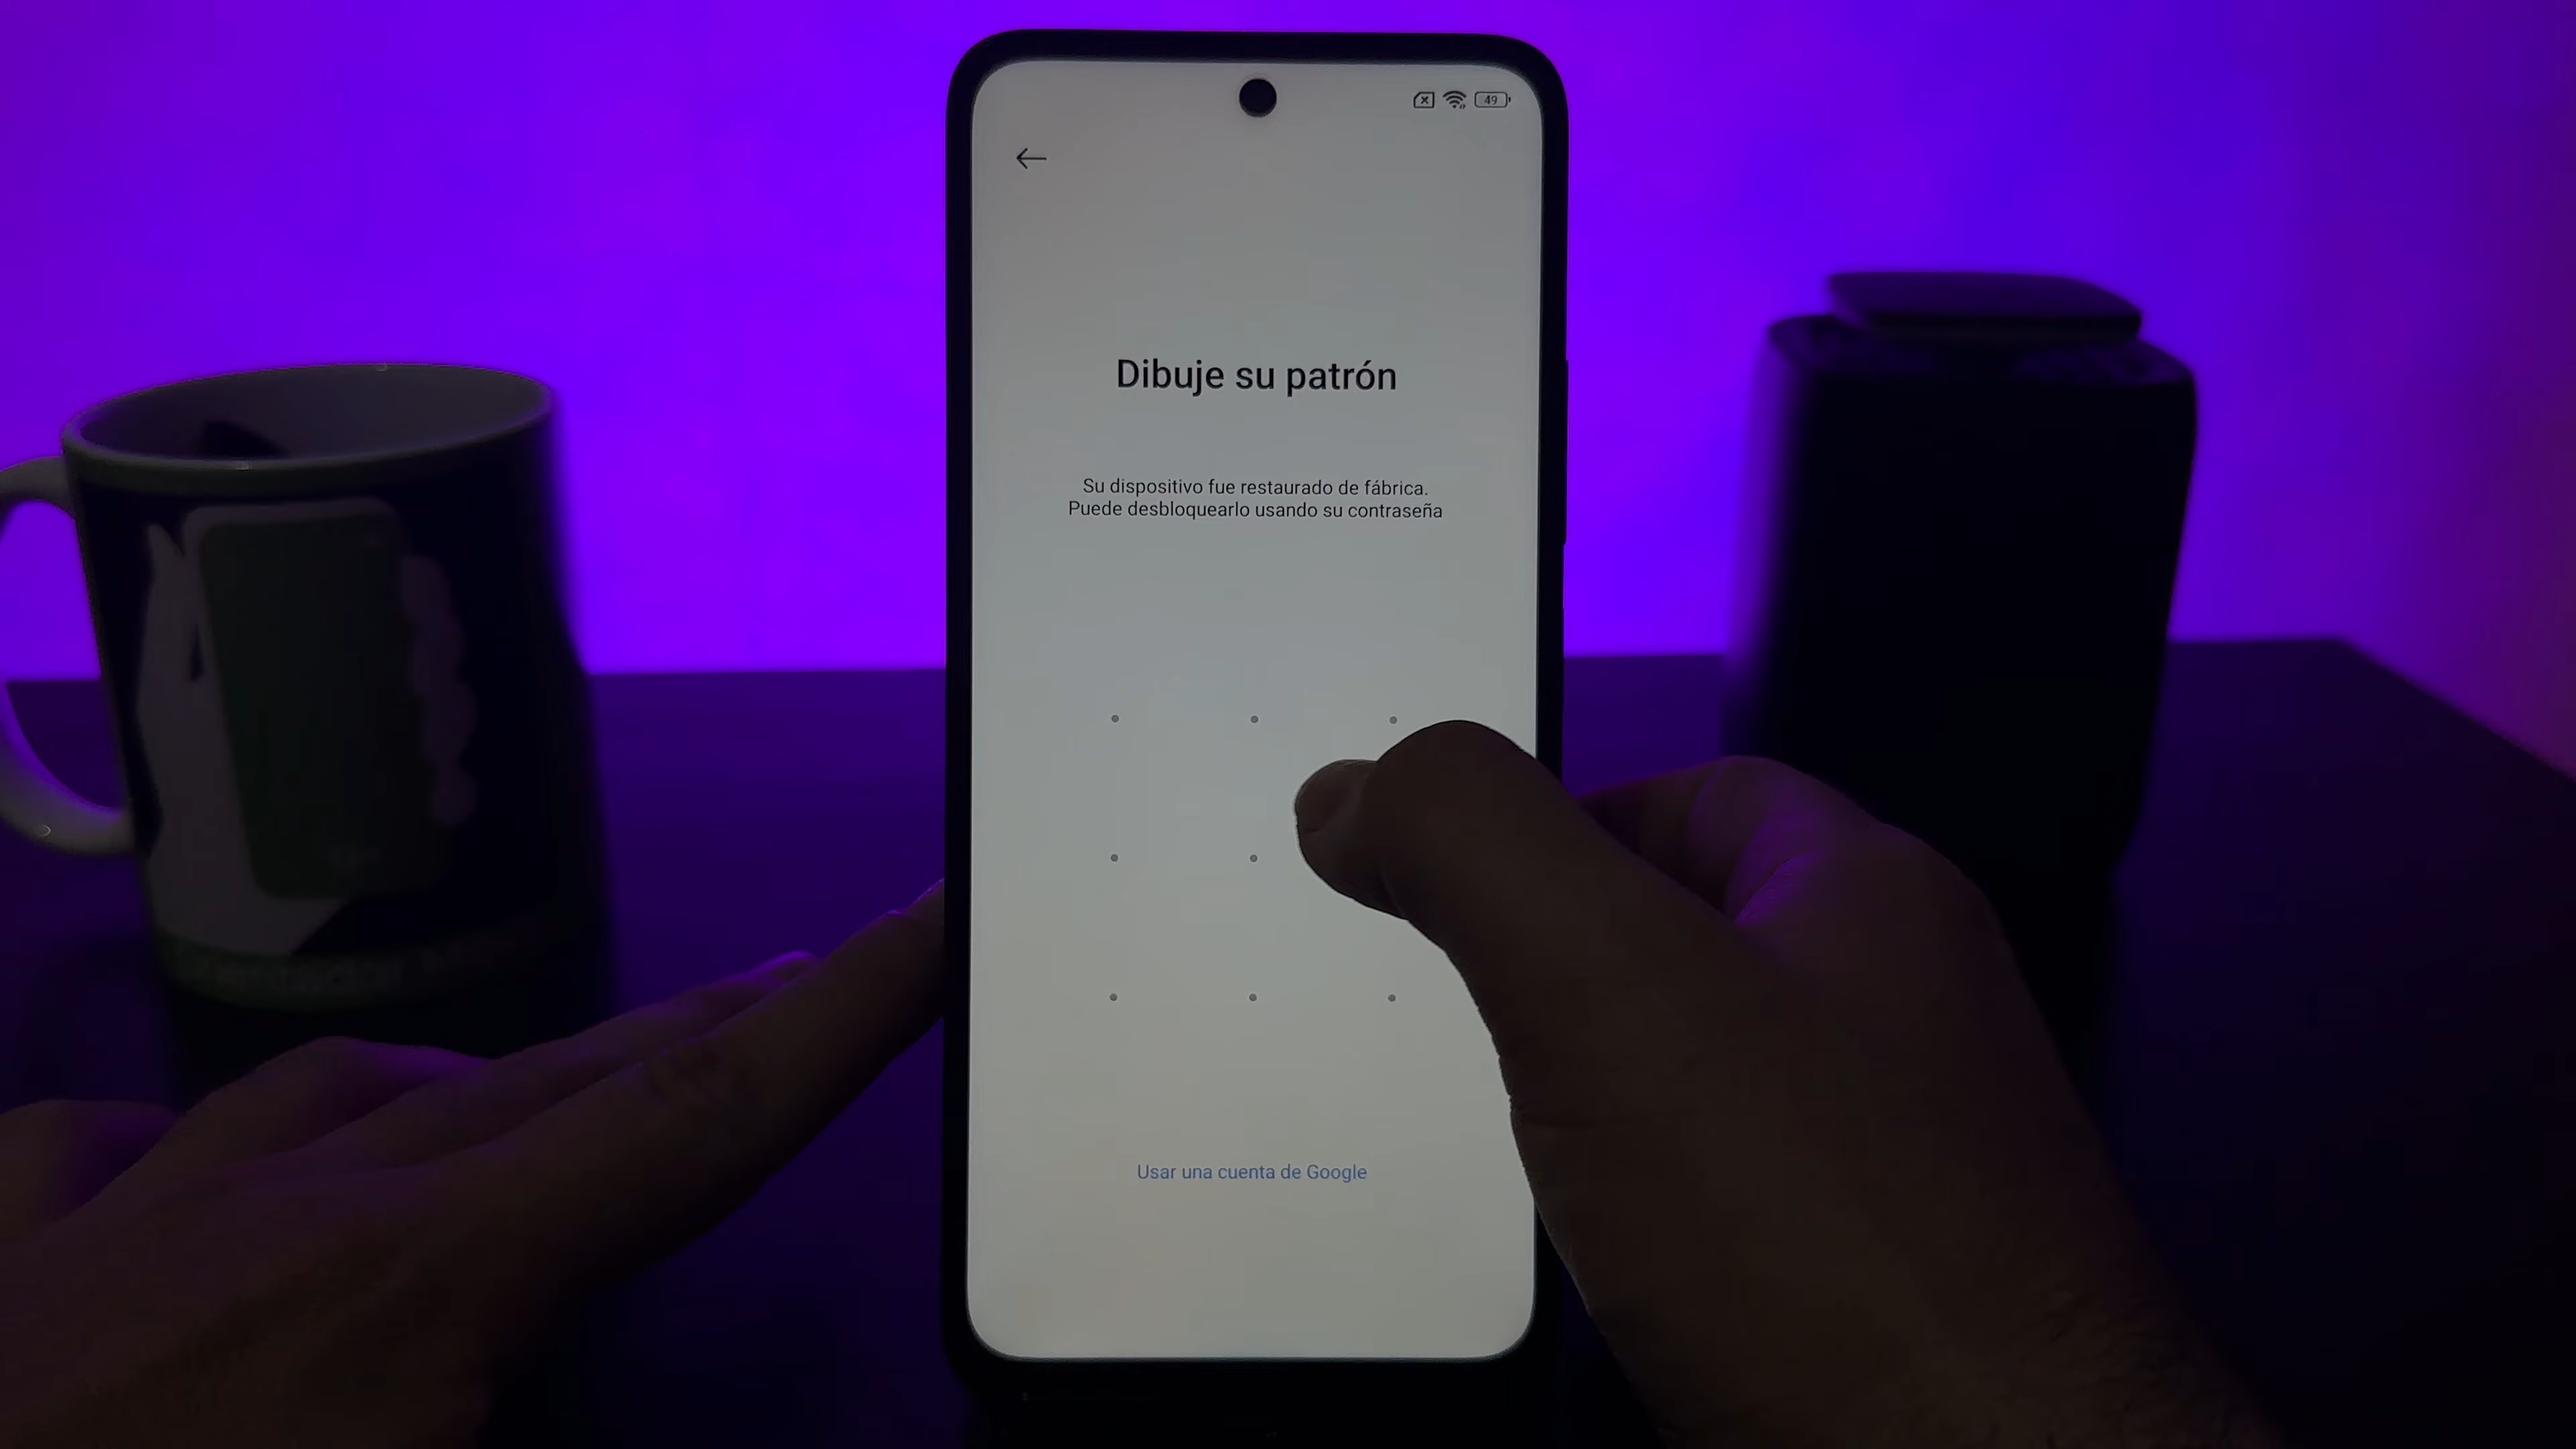 49
Dibuje su patrón
Su dispositivo fue restaurado de fábrica.
Puede desbloquearlo usando su contraseña
Usar una cuenta de Google